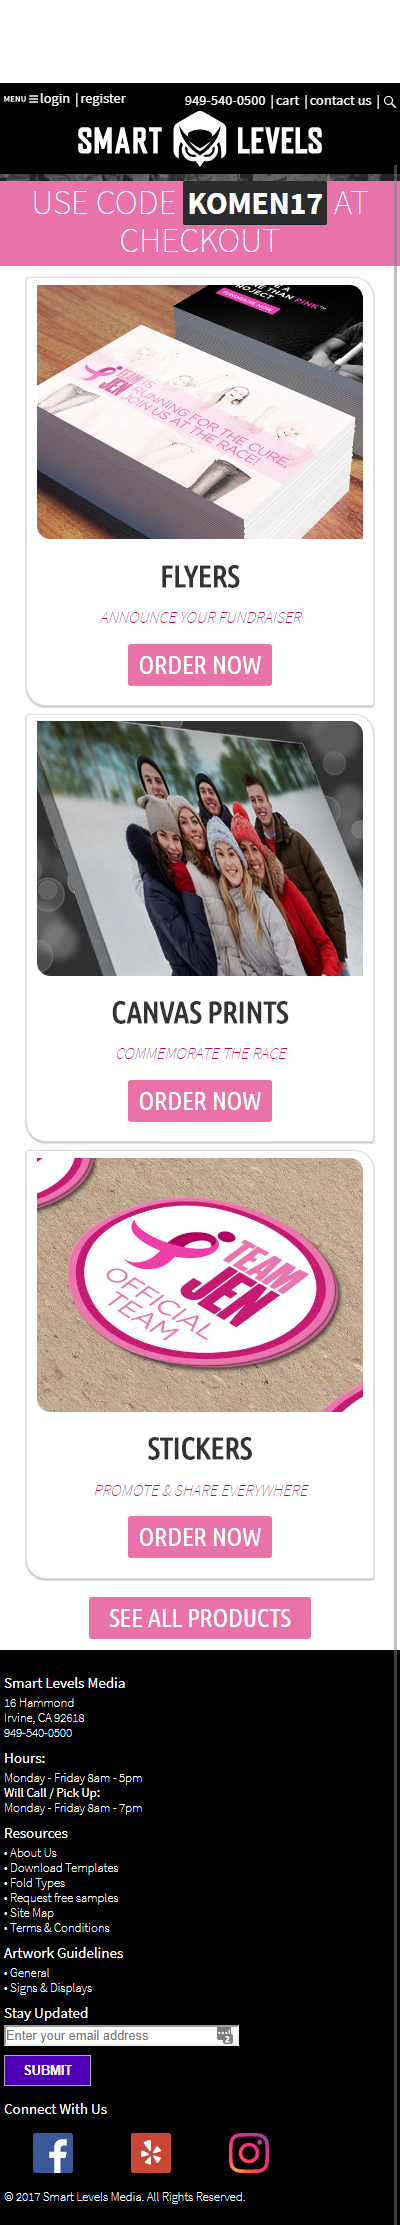 MENU login | register
949-540-0500 | cart | contact us |
SMART LEVELS
USE CODE KOMEN17 AT
CHECKOUT
PROJECT
THAN PINK™
FUNDRAISE NOW
TEAM JEN
IS
RUNNING FOR THE CURE,
JOIN US AT THE RACE!
FLYERS
ANNOUNCE YOUR FUNDRAISER
ORDER NOW
CANVAS PRINTS
COMMEMORATE THE RACE
ORDER NOW
TEAM
JEN
OFFICIAL
TEAM
STICKERS
PROMOTE & SHARE EVERYWHERE
ORDER NOW
SEE ALL PRODUCTS
Smart Levels Media
16 Hammond
Irvine, CA 92618
949-540-0500
Hours:
Monday - Friday 8am - 5pm
Will Call / Pick Up:
Monday - Friday 8am - 7pm
Resources
• About Us
• Download Templates
• Fold Types
• Request free samples
• Site Map
• Terms & Conditions
Artwork Guidelines
• General
• Signs & Displays
Stay Updated
Enter your email address
2
SUBMIT
Connect With Us
© 2017 Smart Levels Media. All Rights Reserved.